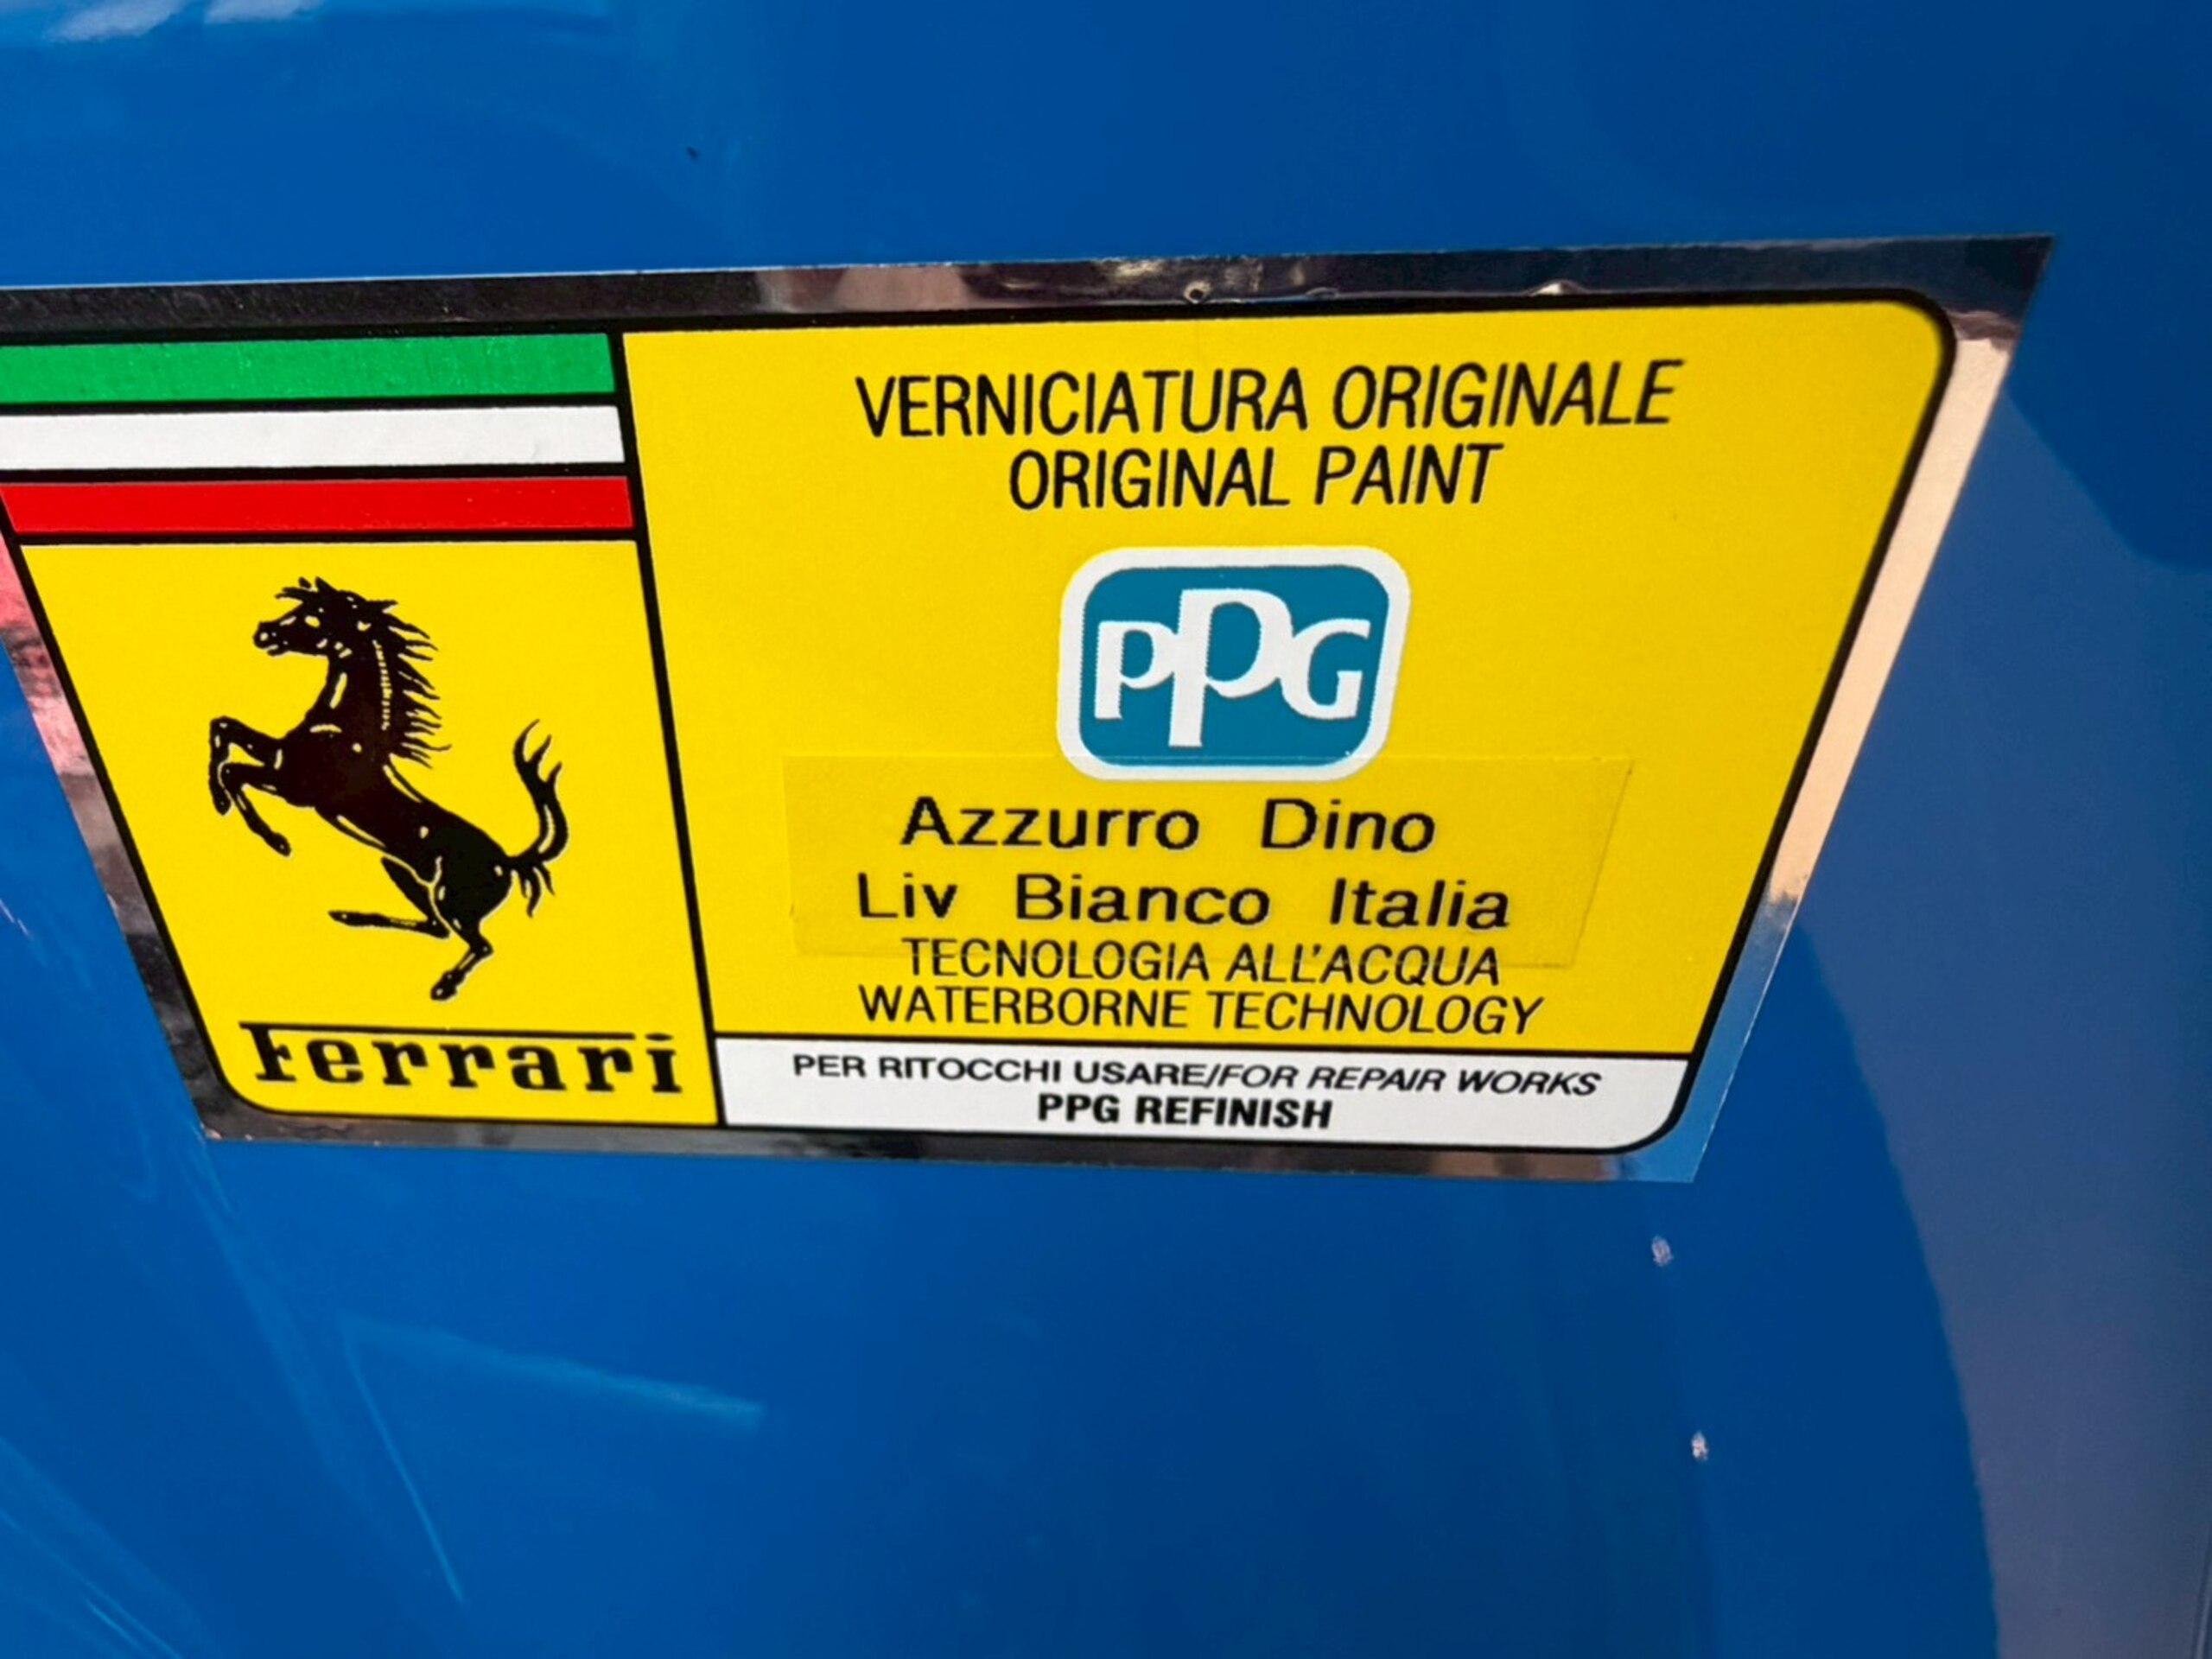 VERNICIATURA ORIGINALE
ORIGINAL PAINT
PPG
Azzurro Dino
Liv Bianco Italia
TECNOLOGIA ALL'ACQUA
WATERBORNE TECHNOLOGY
Ferrari
PER RITOCCHI USARE/FOR REPAIR WORKS
PPG REFINISH